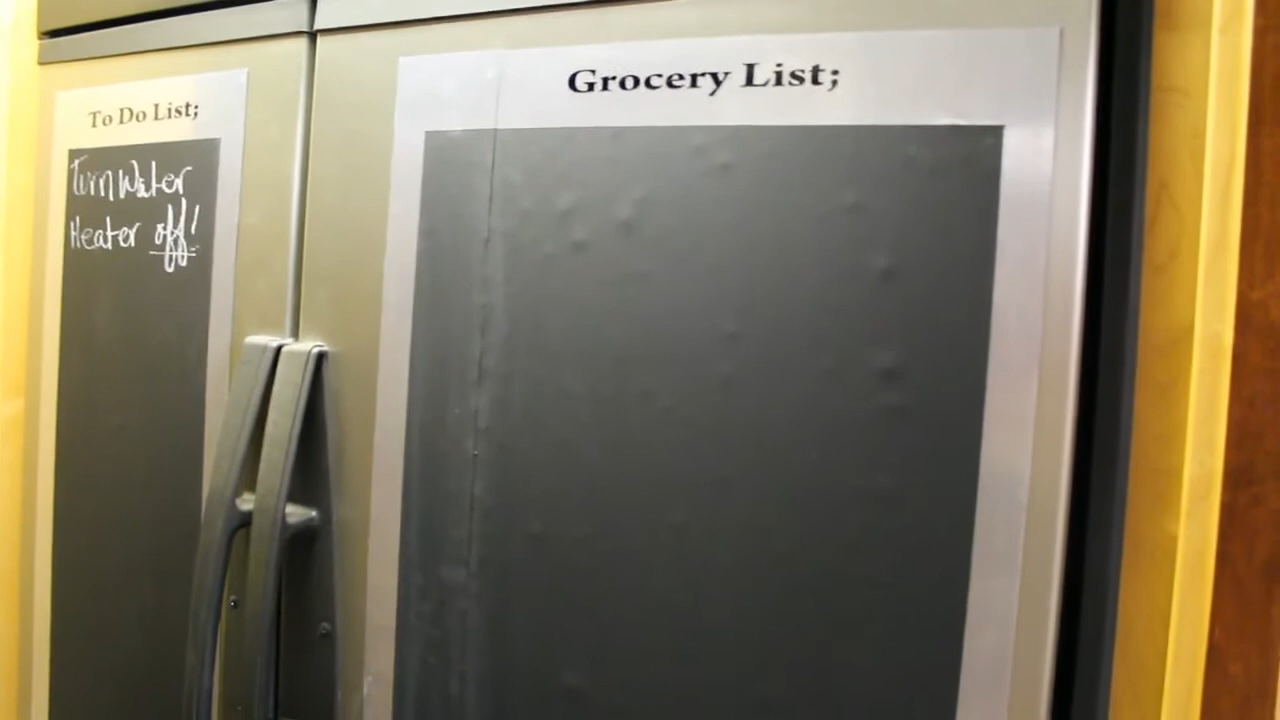 To Do List;
Turn Water
Heater off!
Grocery List;